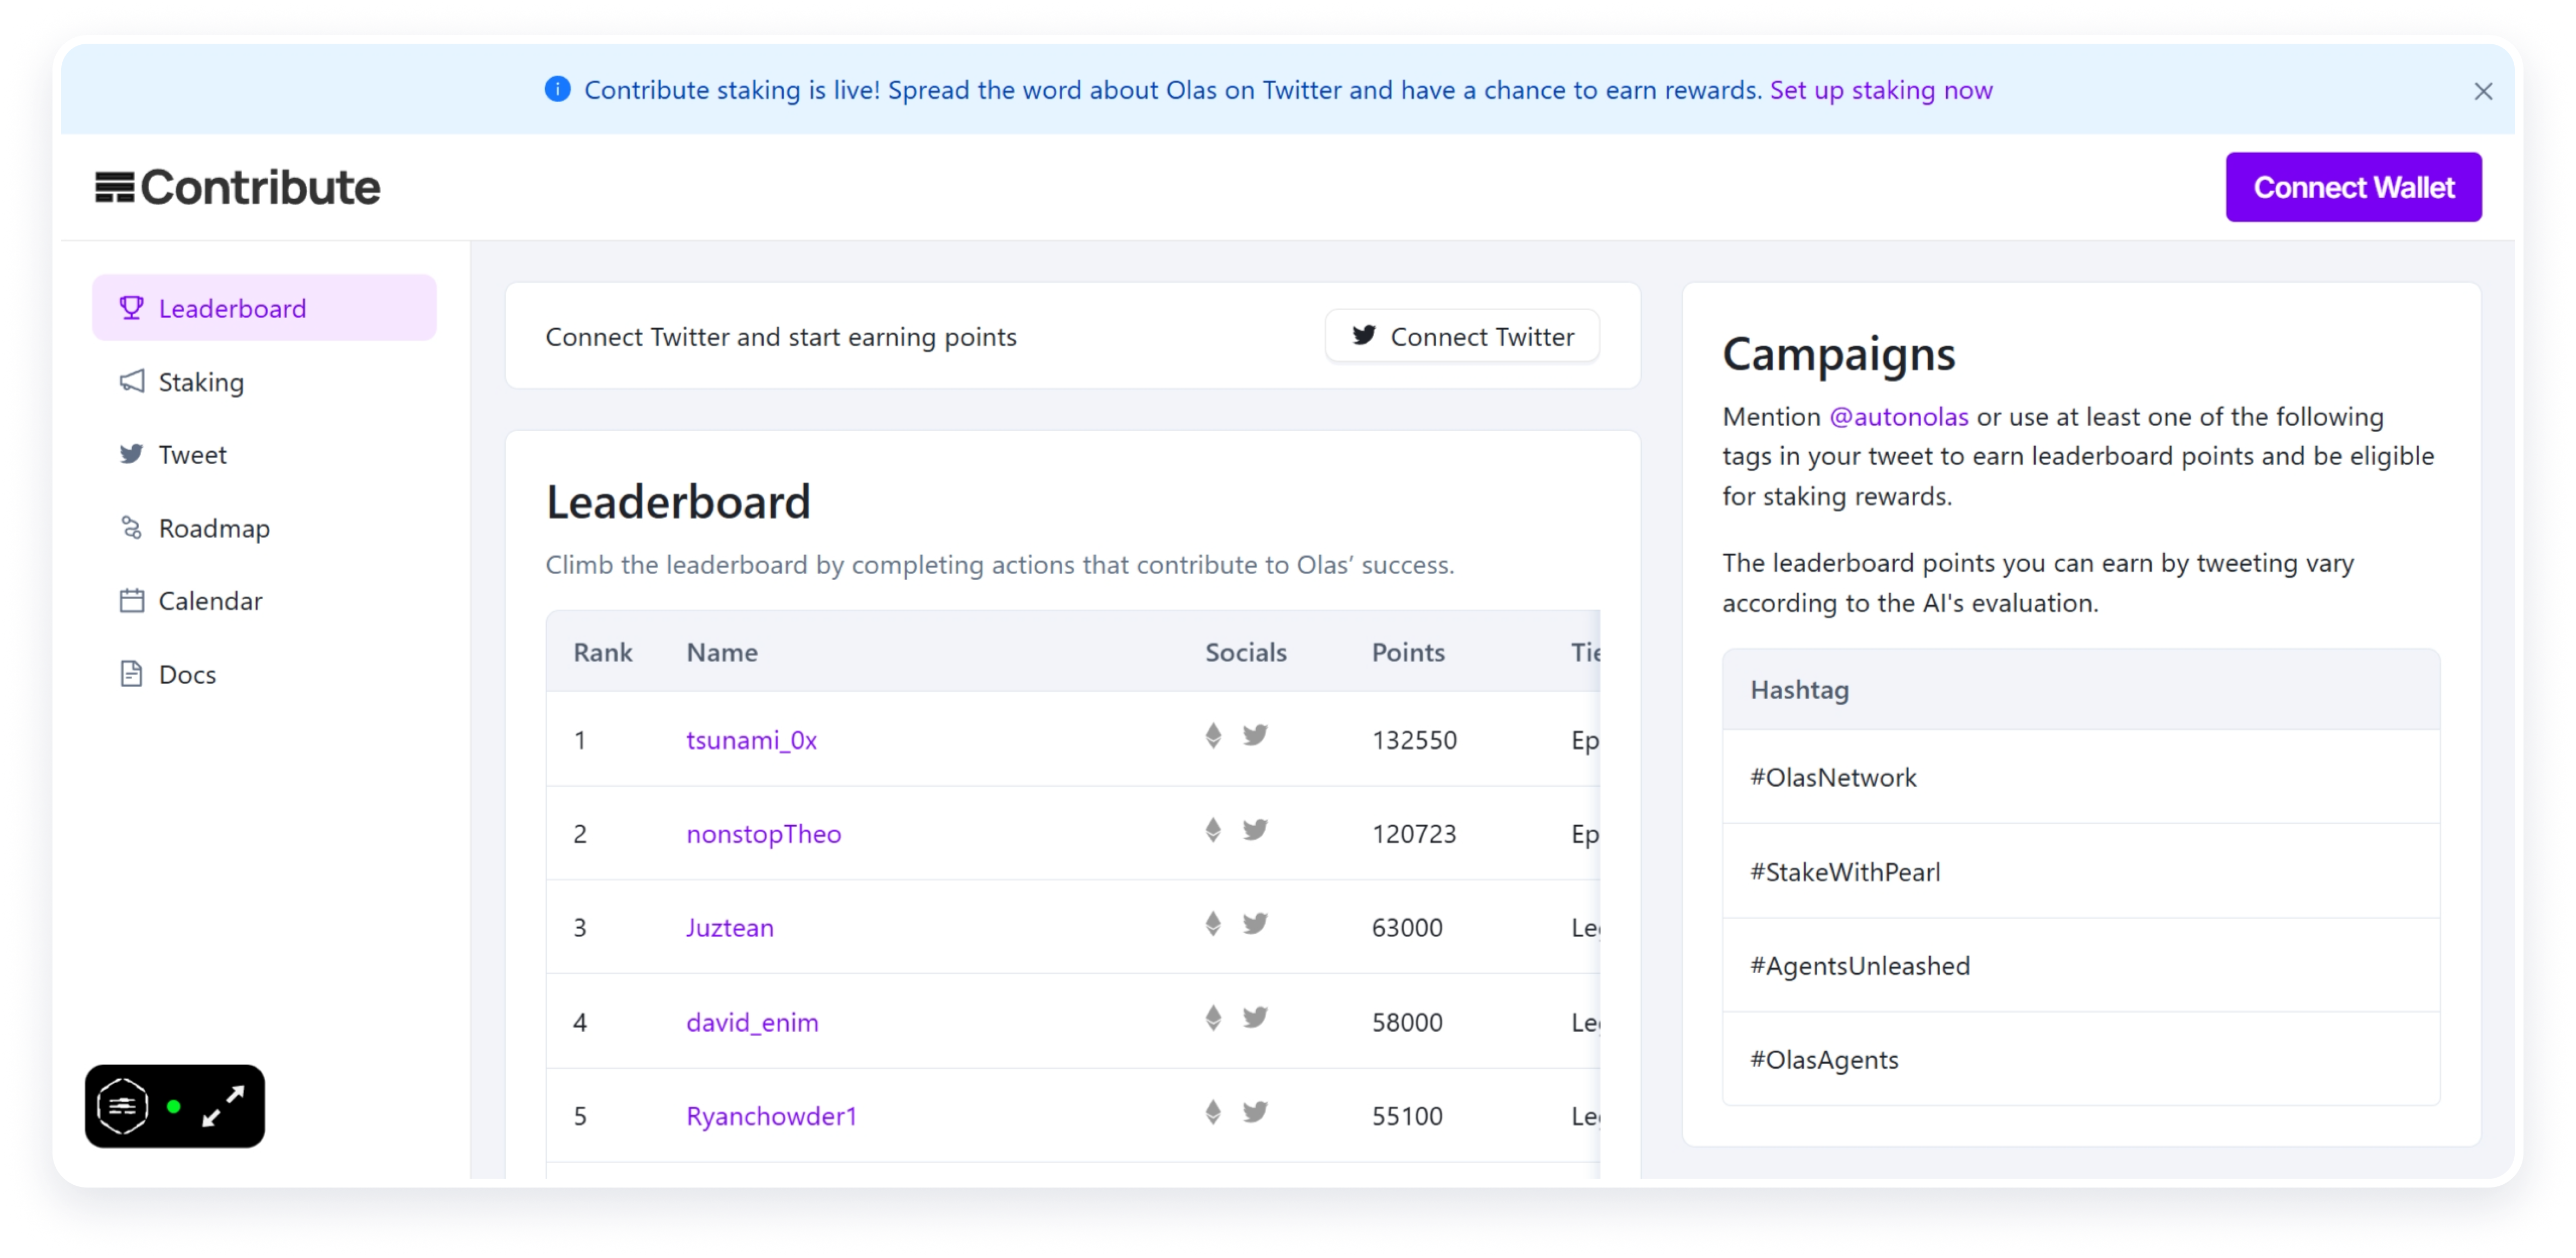 Contribute staking is live! Spread the word about Olas on Twitter and have a chance to earn rewards. Set up staking now
Contribute
Connect Wallet
Leaderboard
Staking
Tweet
Roadmap
Calendar
Docs
Connect Twitter and start earning points
Connect Twitter
Leaderboard
Climb the leaderboard by completing actions that contribute to Olas’ success.
Rank Name Socials Points Tie
1 tsunami_0x 132550 Ep
2 nonstopTheo 120723 Ep
3 Juztean 63000 Le
4 david_enim 58000 Le
5 Ryanchowder1 55100 Le
Campaigns
Mention @autonolas or use at least one of the following
tags in your tweet to earn leaderboard points and be eligible
for staking rewards.
The leaderboard points you can earn by tweeting vary
according to the AI's evaluation.
Hashtag
#OlasNetwork
#StakeWithPearl
#AgentsUnleashed
#OlasAgents